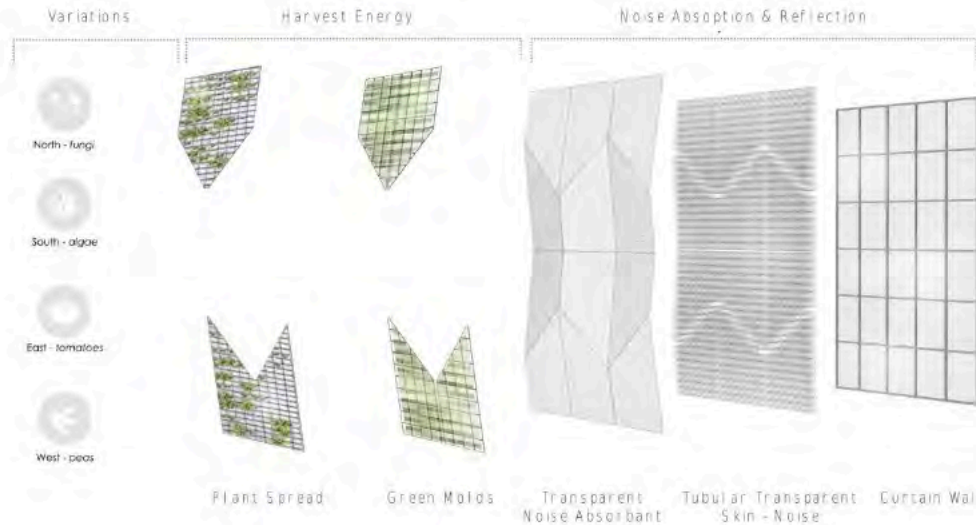 Variations
Harvest Energy
Noise Absoption & Reflection
North - fungi
South - algae
East - tomatoes
West - peas
Plant Spread
Green Molds
Transparent
Noise Absorbant
Tubular Transparent
Skin - Noise
Curtain Wal